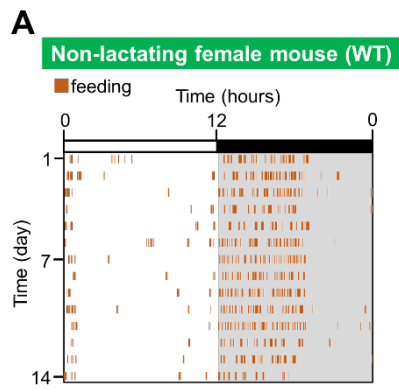 A
Non-lactating female mouse (WT)
feeding
Time (hours)
0 12 0
Time (day)
1
7
14